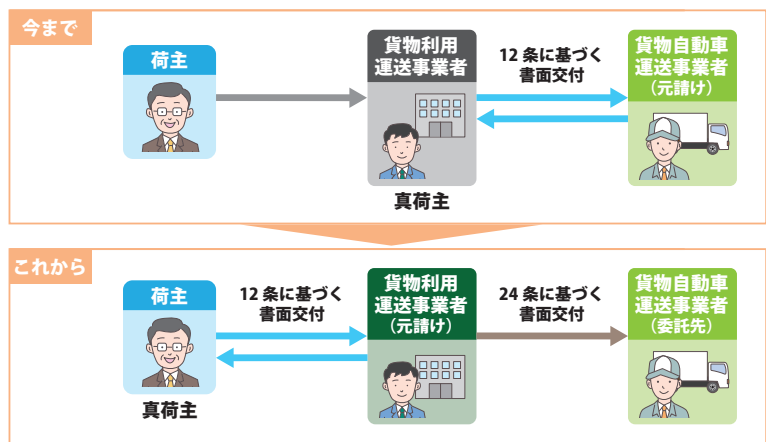 今まで
荷主
貨物利用
運送事業者
真荷主
12 条に基づく
書面交付
貨物自動車
運送事業者
（元請け）
これから
荷主
真荷主
12 条に基づく
書面交付
貨物利用
運送事業者
（元請け）
24 条に基づく
書面交付
貨物自動車
運送事業者
（委託先）